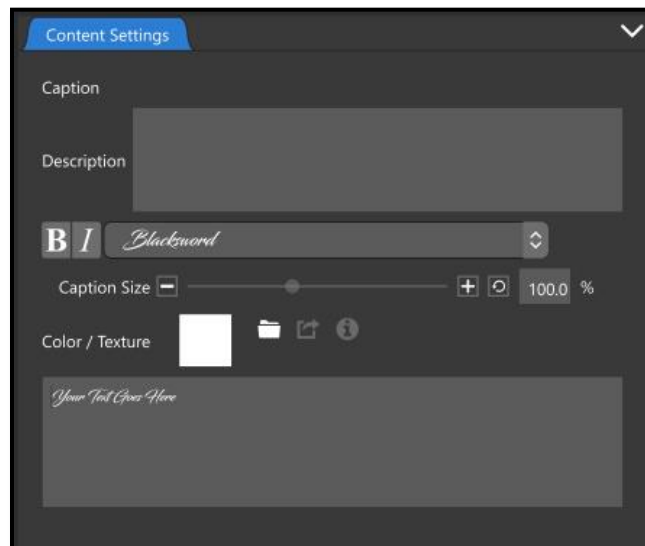 Content Settings
Caption
Description
B I Blacksword
Caption Size 100.0 %
Color / Texture
Your Text Goes Here